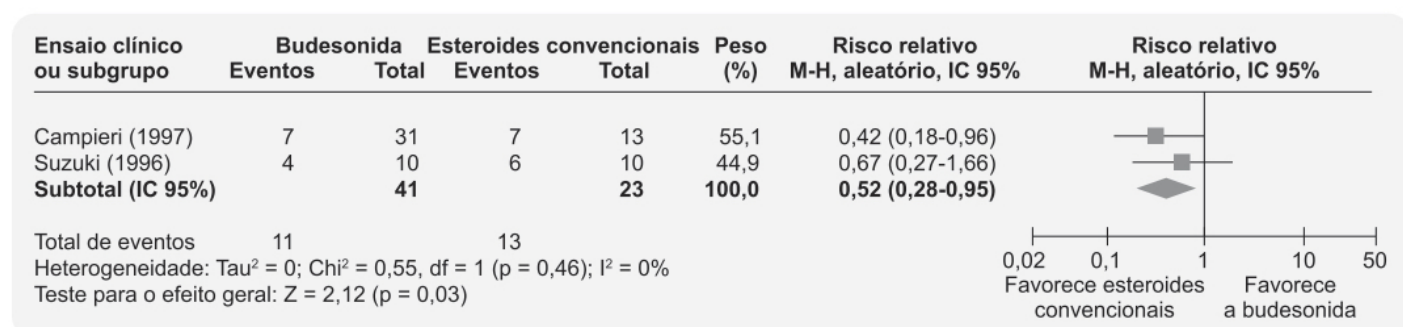 Ensaio clínico Budesonida Esteroides convencionais Peso Risco relativo Risco relativo
ou subgrupo Eventos Total Eventos Total (%) M-H, aleatório, IC 95% M-H, aleatório, IC 95%
Campieri (1997) 7 31 7 13 55,1 0,42 (0,18-0,96)
Suzuki (1996) 4 10 6 10 44,9 0,67 (0,27-1,66)
Subtotal (IC 95%) 41 23 100,0 0,52 (0,28-0,95)
Total de eventos 11 13
Heterogeneidade: Tau² = 0; Chi² = 0,55, df = 1 (p = 0,46); I² = 0%
Teste para o efeito geral: Z = 2,12 (p = 0,03)
0,02 0,1 1 10 50
Favorece esteroides Favorece
convencionais a budesonida